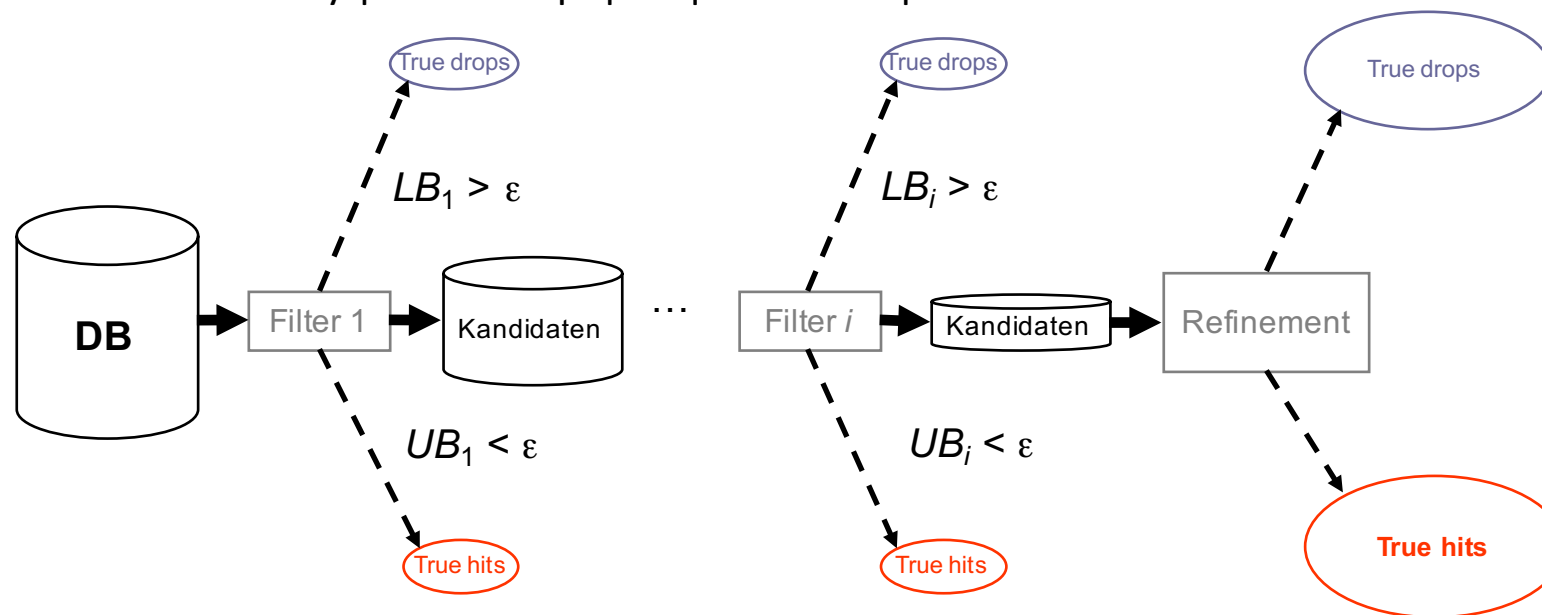 True drops
True drops
True drops
LB1 > ε
LBi > ε
DB
Filter 1
Kandidaten
...
Filter i
Kandidaten
Refinement
UB1 < ε
UBi < ε
True hits
True hits
True hits